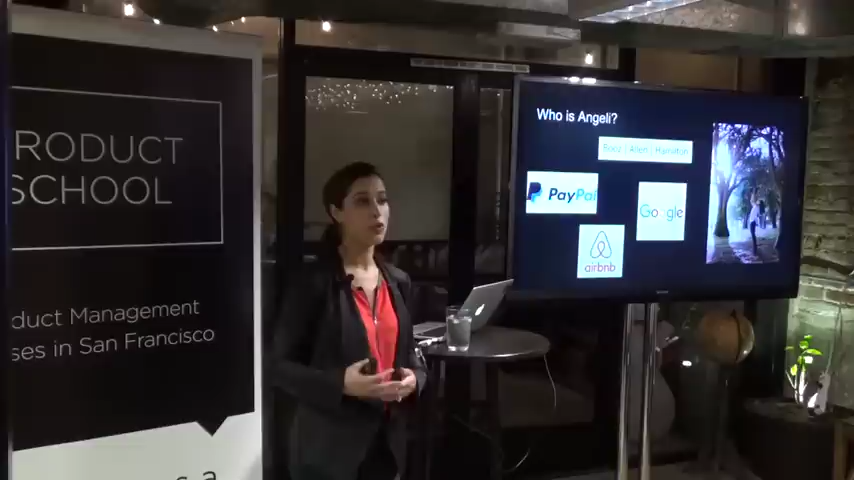 RODUCT
SCHOOL
duct Management
ses in San Francisco
Who is Angeli?
Booz | Allen | Hamilton
PayPal
Google
airbnb